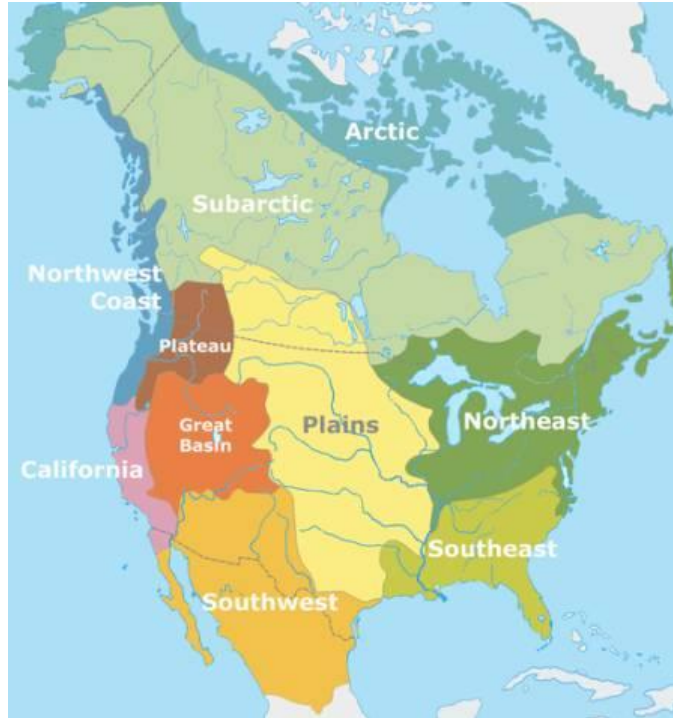 Arctic
Subarctic
Northwest
Coast
Plateau
Great
Basin
Plains
Northeast
California
Southeast
Southwest